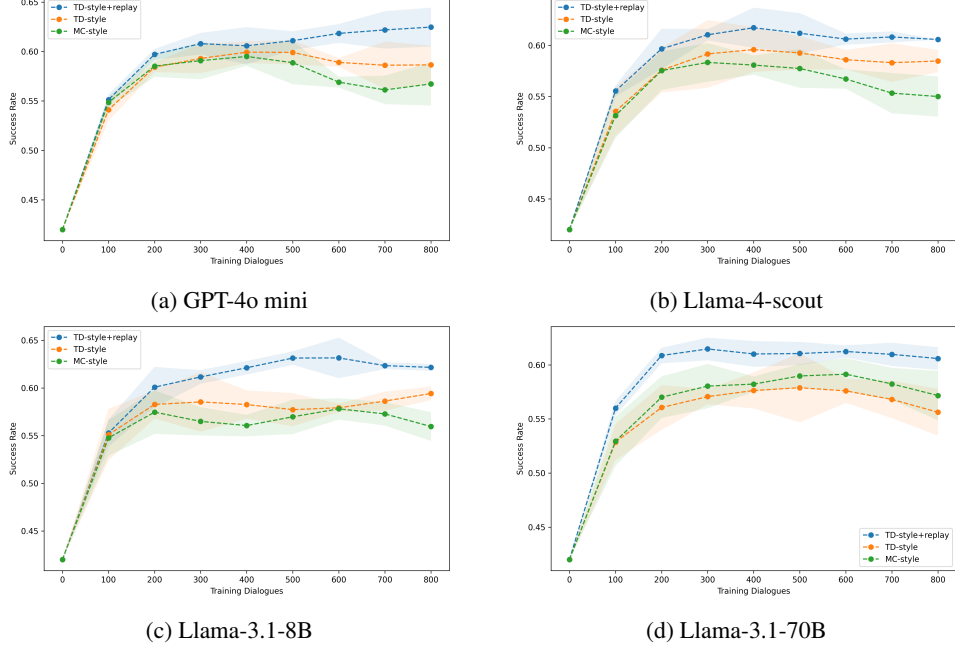 0.65
0.60
0.55
0.50
0.45
Success Rate
TD-style+replay
TD-style
MC-style
0 100 200 300 400 500 600 700 800
Training Dialogues
(a) GPT-4o mini
0.60
0.55
0.50
0.45
Success Rate
TD-style+replay
TD-style
MC-style
0 100 200 300 400 500 600 700 800
Training Dialogues
(b) Llama-4-scout
0.65
0.60
0.55
0.50
0.45
Success Rate
TD-style+replay
TD-style
MC-style
0 100 200 300 400 500 600 700 800
Training Dialogues
(c) Llama-3.1-8B
0.60
0.55
0.50
0.45
Success Rate
TD-style+replay
TD-style
MC-style
0 100 200 300 400 500 600 700 800
Training Dialogues
(d) Llama-3.1-70B